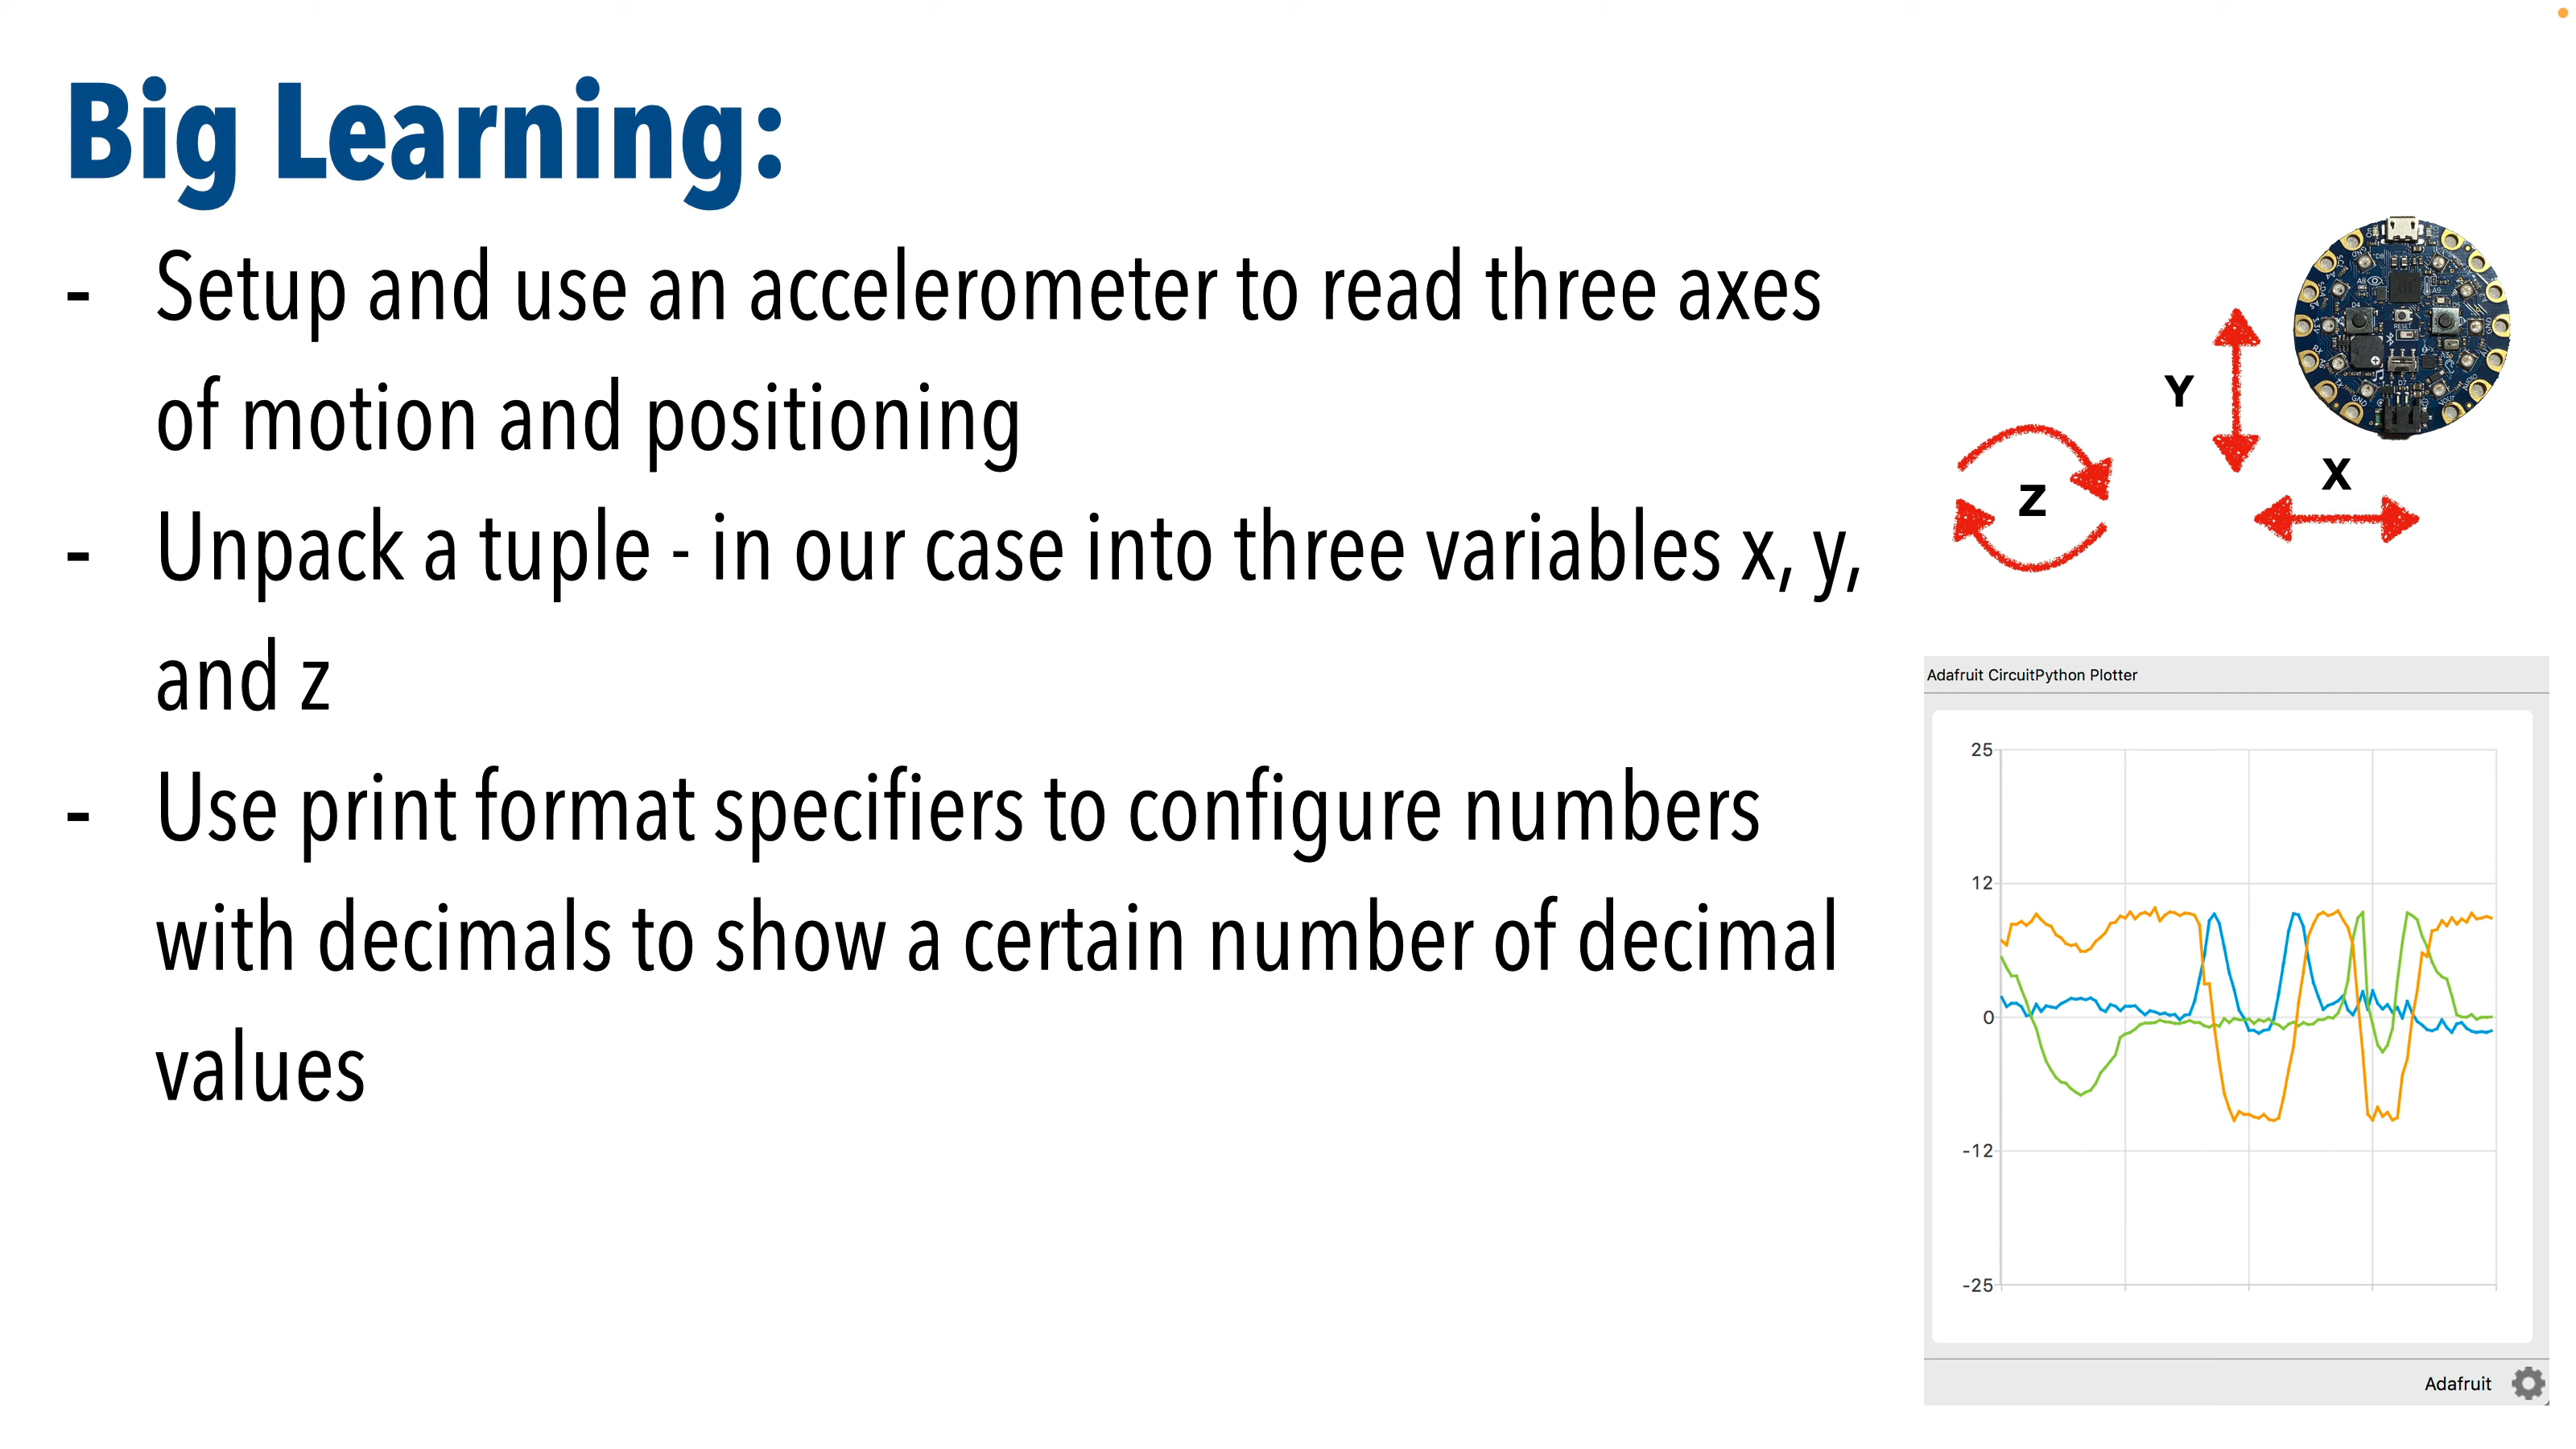 Big Learning:
- Setup and use an accelerometer to read three axes
of motion and positioning
- Unpack a tuple - in our case into three variables x, y,
and z
- Use print format specifiers to configure numbers
with decimals to show a certain number of decimal
values
Y
X
Z
Adafruit CircuitPython Plotter
25
12
0
-12
-25
Adafruit